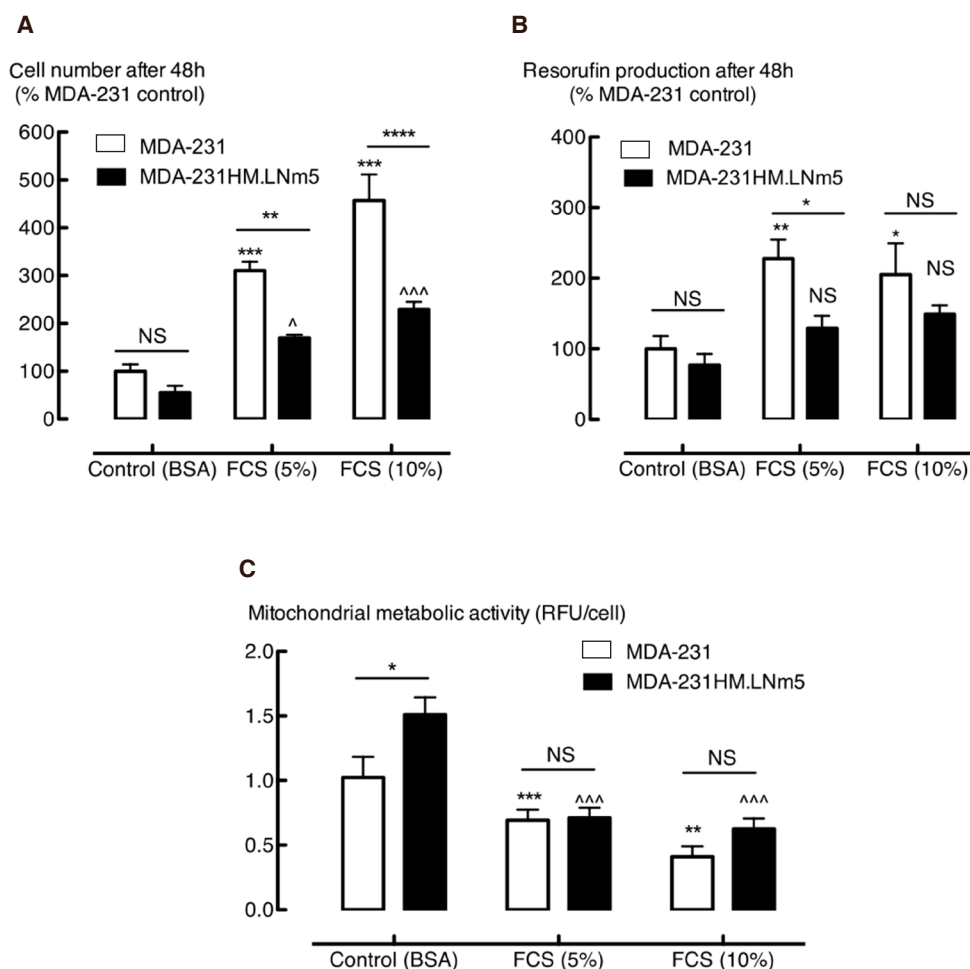 A
Cell number after 48h
(% MDA-231 control)
600
500
400
300
200
100
0
MDA-231
MDA-231HM.LNm5
NS
***
**
^
***
****
^^^
Control (BSA)
FCS (5%)
FCS (10%)
B
Resorufin production after 48h
(% MDA-231 control)
400
300
200
100
0
MDA-231
MDA-231HM.LNm5
NS
**
*
NS
*
NS
NS
Control (BSA)
FCS (5%)
FCS (10%)
C
Mitochondrial metabolic activity (RFU/cell)
2.0
1.5
1.0
0.5
0.0
MDA-231
MDA-231HM.LNm5
*
NS
***
^^^
NS
**
^^^
Control (BSA)
FCS (5%)
FCS (10%)